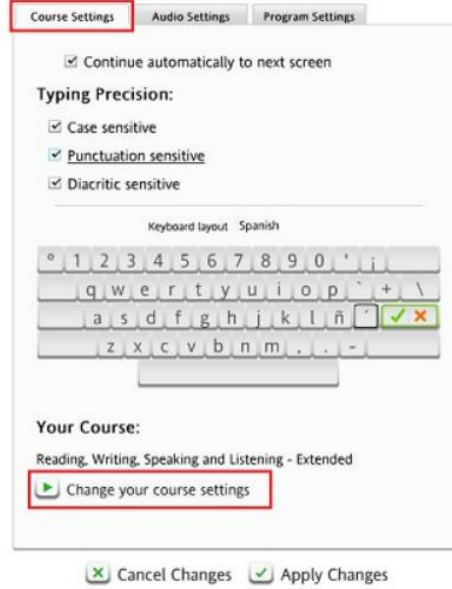 Course Settings Audio Settings Program Settings
Continue automatically to next screen
Typing Precision:
Case sensitive
Punctuation sensitive
Diacritic sensitive
Keyboard layout Spanish
º 1 2 3 4 5 6 7 8 9 0 ' ¡
q w e r t y u i o p ` + \
a s d f g h j k l ñ ´
z x c v b n m , . -
Your Course:
Reading, Writing, Speaking and Listening - Extended
Change your course settings
Cancel Changes Apply Changes